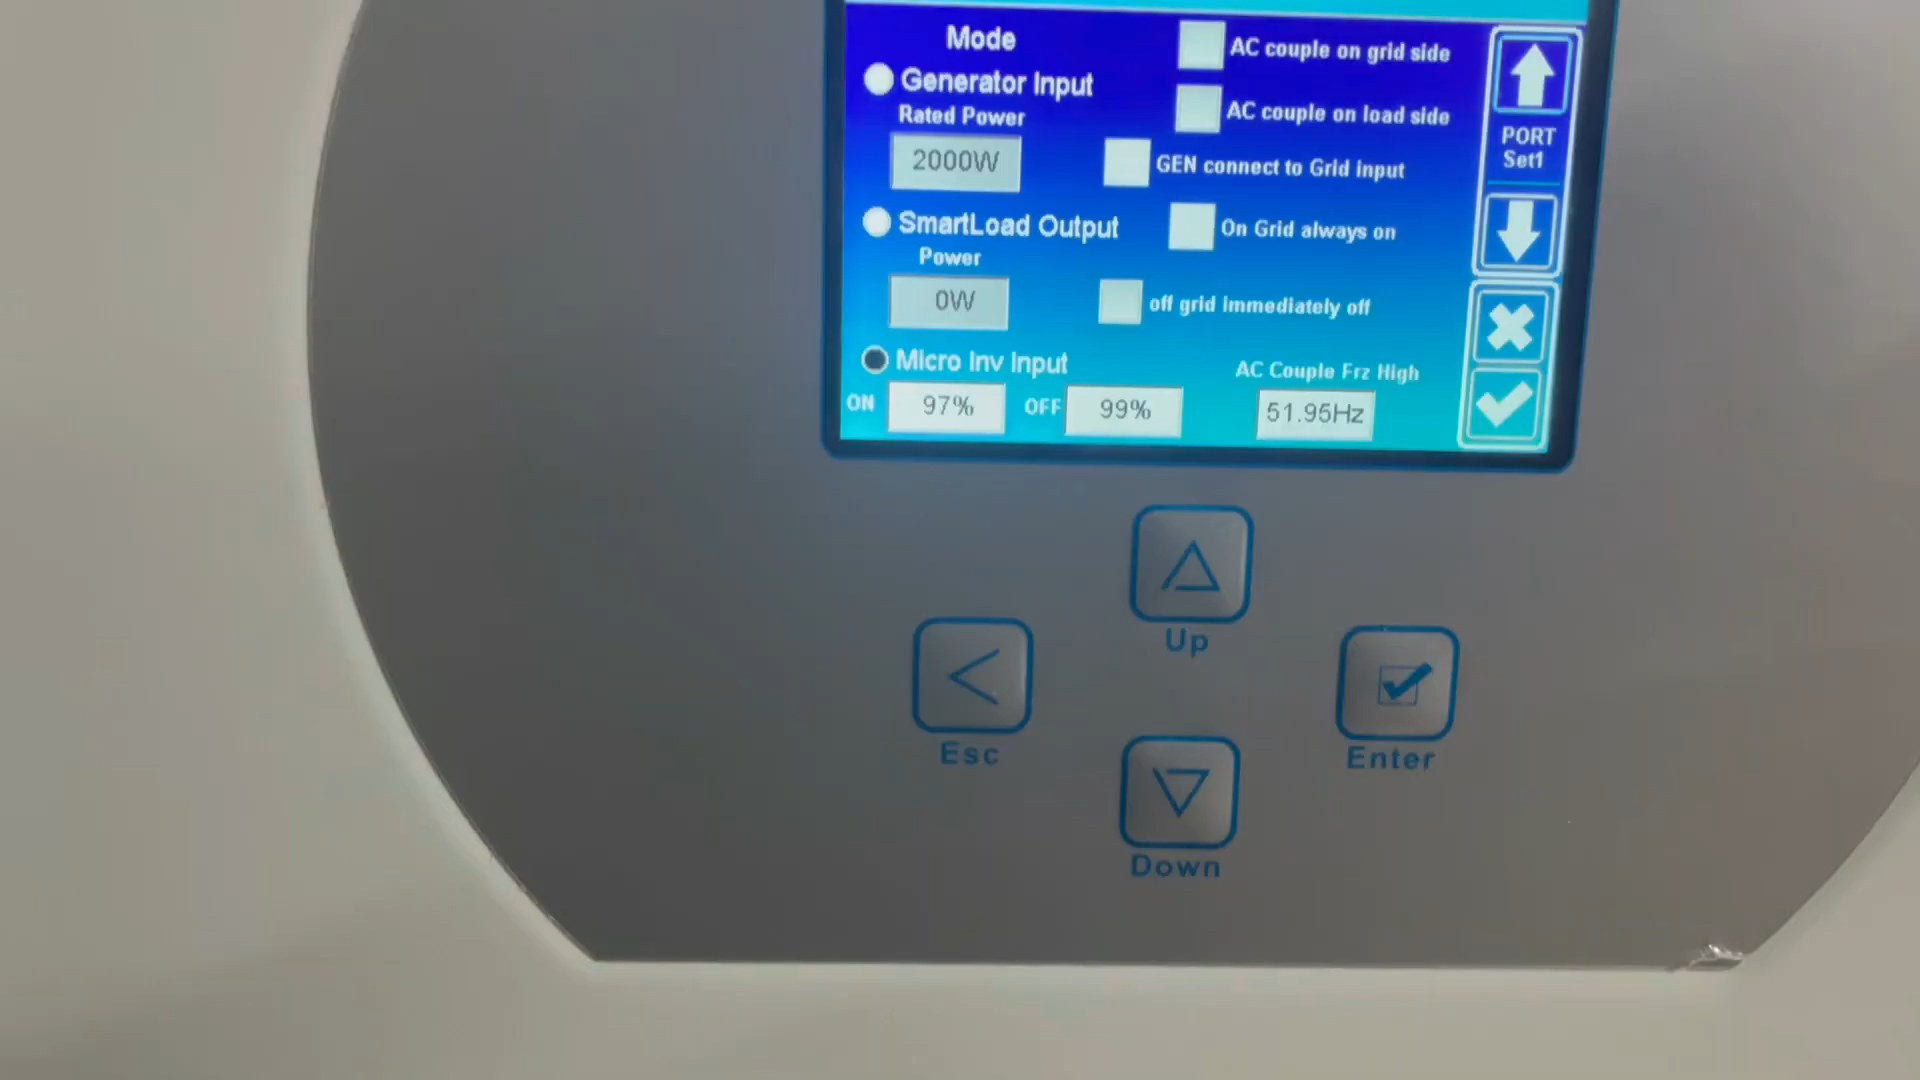 Mode
AC couple on grid side
Generator Input
Rated Power
AC couple on load side
PORT
Set1
2000W
GEN connect to Grid input
SmartLoad Output
On Grid always on
Power
0W
off grid immediately off
Micro Inv Input
AC Couple Frz High
ON 97% OFF 99% 51.95Hz
Up
Esc
Enter
Down